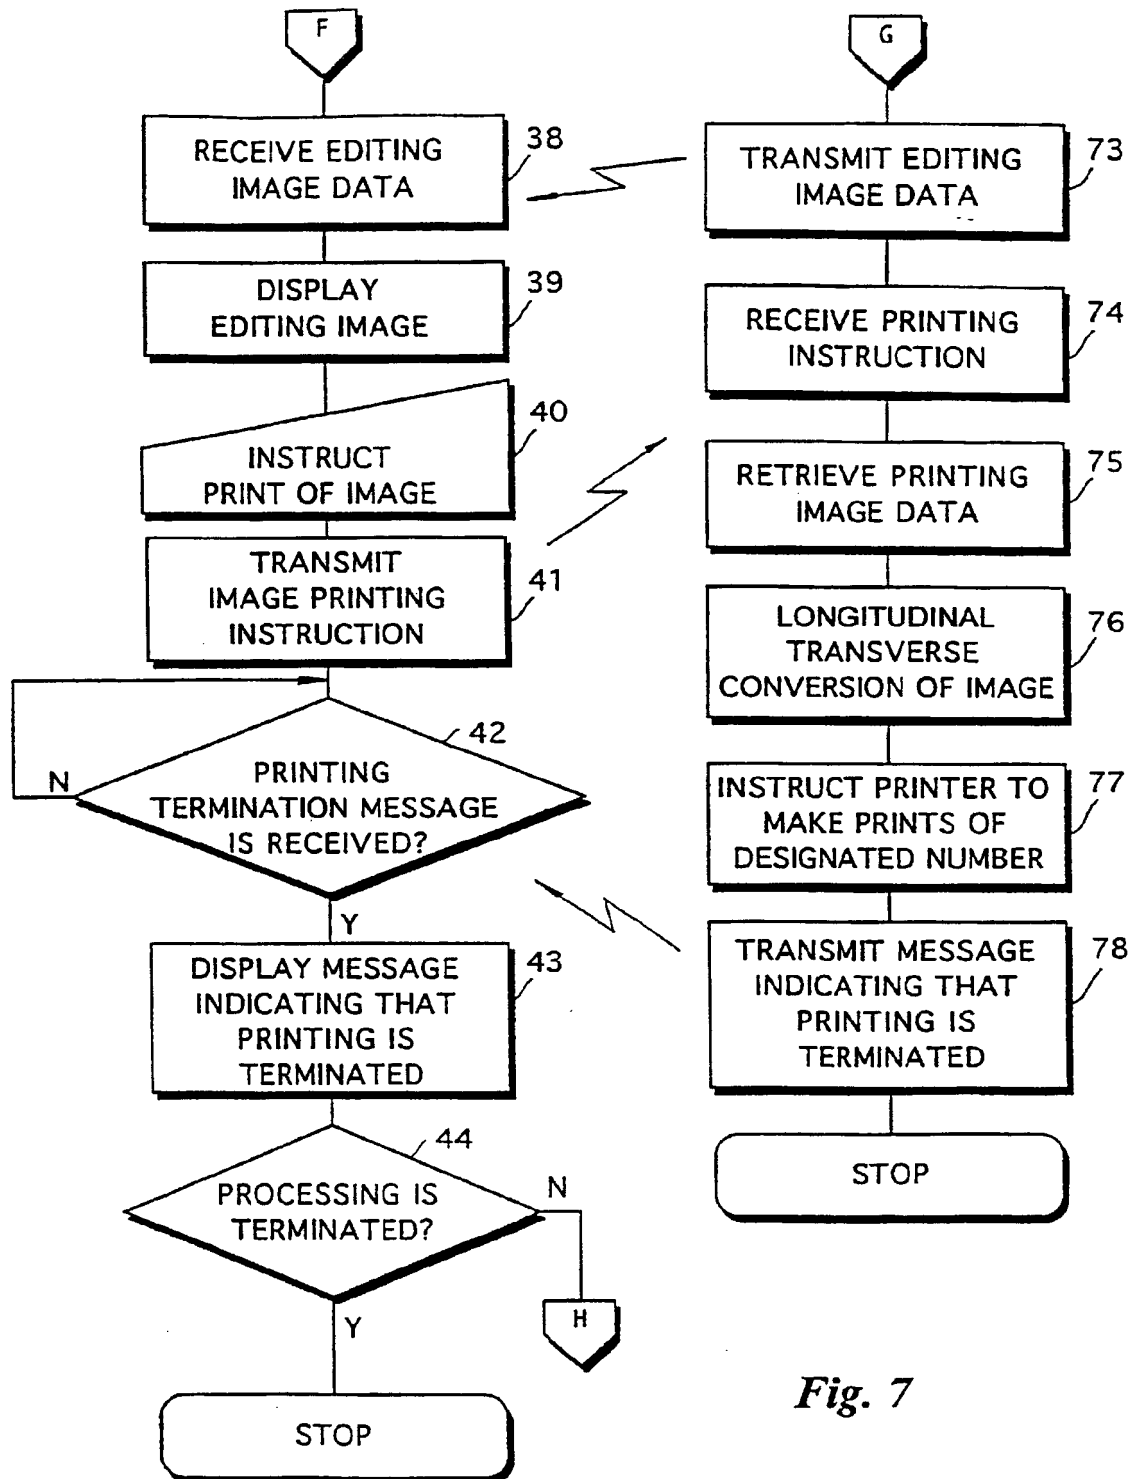 F
RECEIVE EDITING
IMAGE DATA
38
DISPLAY
EDITING IMAGE
39
INSTRUCT
PRINT OF IMAGE
40
TRANSMIT
IMAGE PRINTING
INSTRUCTION
41
PRINTING
TERMINATION MESSAGE
IS RECEIVED?
42
N
Y
DISPLAY MESSAGE
INDICATING THAT
PRINTING IS
TERMINATED
43
PROCESSING IS
TERMINATED?
44
N
H
Y
STOP
G
TRANSMIT EDITING
IMAGE DATA
73
RECEIVE PRINTING
INSTRUCTION
74
RETRIEVE PRINTING
IMAGE DATA
75
LONGITUDINAL
TRANSVERSE
CONVERSION OF IMAGE
76
INSTRUCT PRINTER TO
MAKE PRINTS OF
DESIGNATED NUMBER
77
TRANSMIT MESSAGE
INDICATING THAT
PRINTING IS
TERMINATED
78
STOP
Fig. 7